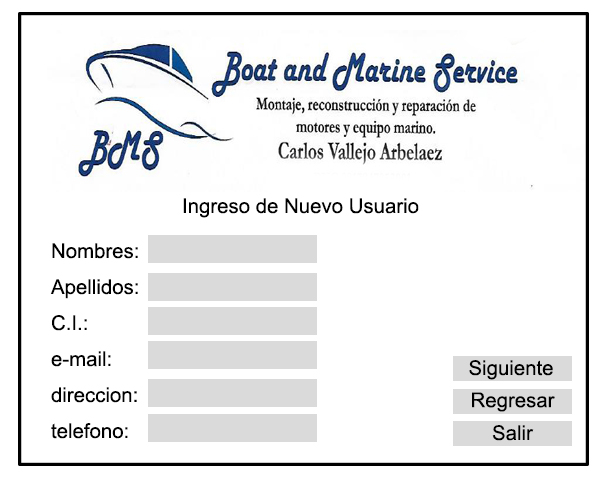 Boat and Marine Service
Montaje, reconstrucción y reparación de
motores y equipo marino.
Carlos Vallejo Arbelaez
BMS
Ingreso de Nuevo Usuario
Nombres:
Apellidos:
C.I.:
e-mail:
direccion:
telefono:
Siguiente
Regresar
Salir